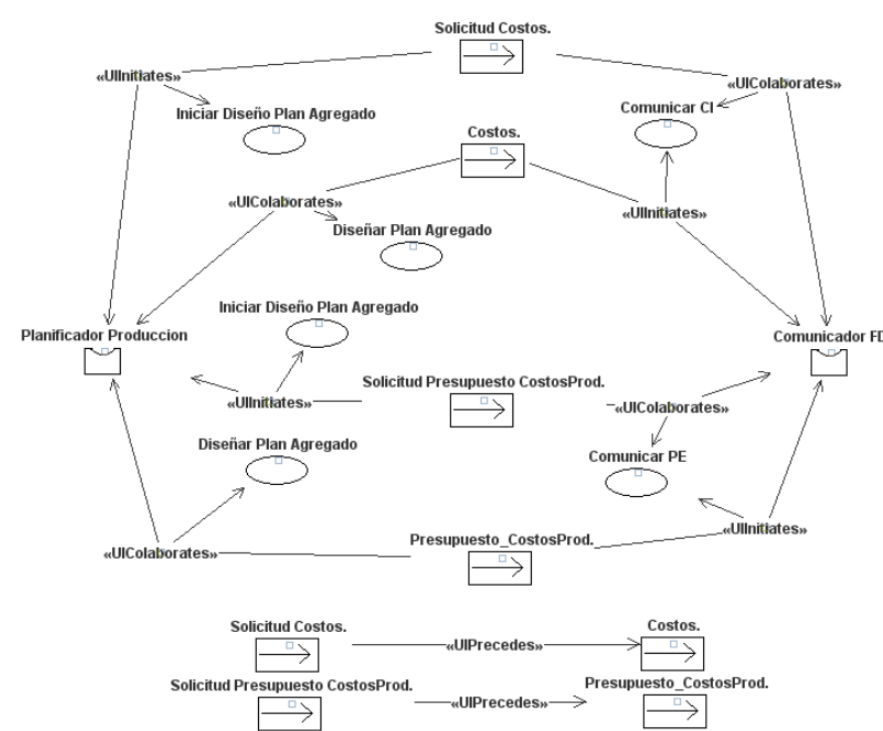 Solicitud Costos.
«UIInitiates»
«UIColaborates»
Iniciar Diseño Plan Agregado
Comunicar CI
Costos.
«UIColaborates»
«UIInitiates»
Diseñar Plan Agregado
Iniciar Diseño Plan Agregado
Planificador Produccion
Comunicador FD
Solicitud Presupuesto CostosProd.
«UIInitiates»
«UIColaborates»
Diseñar Plan Agregado
Comunicar PE
«UIInitiates»
Presupuesto_CostosProd.
«UIColaborates»
Solicitud Costos.
Costos.
«UIPrecedes»
Solicitud Presupuesto CostosProd.
Presupuesto_CostosProd.
«UIPrecedes»